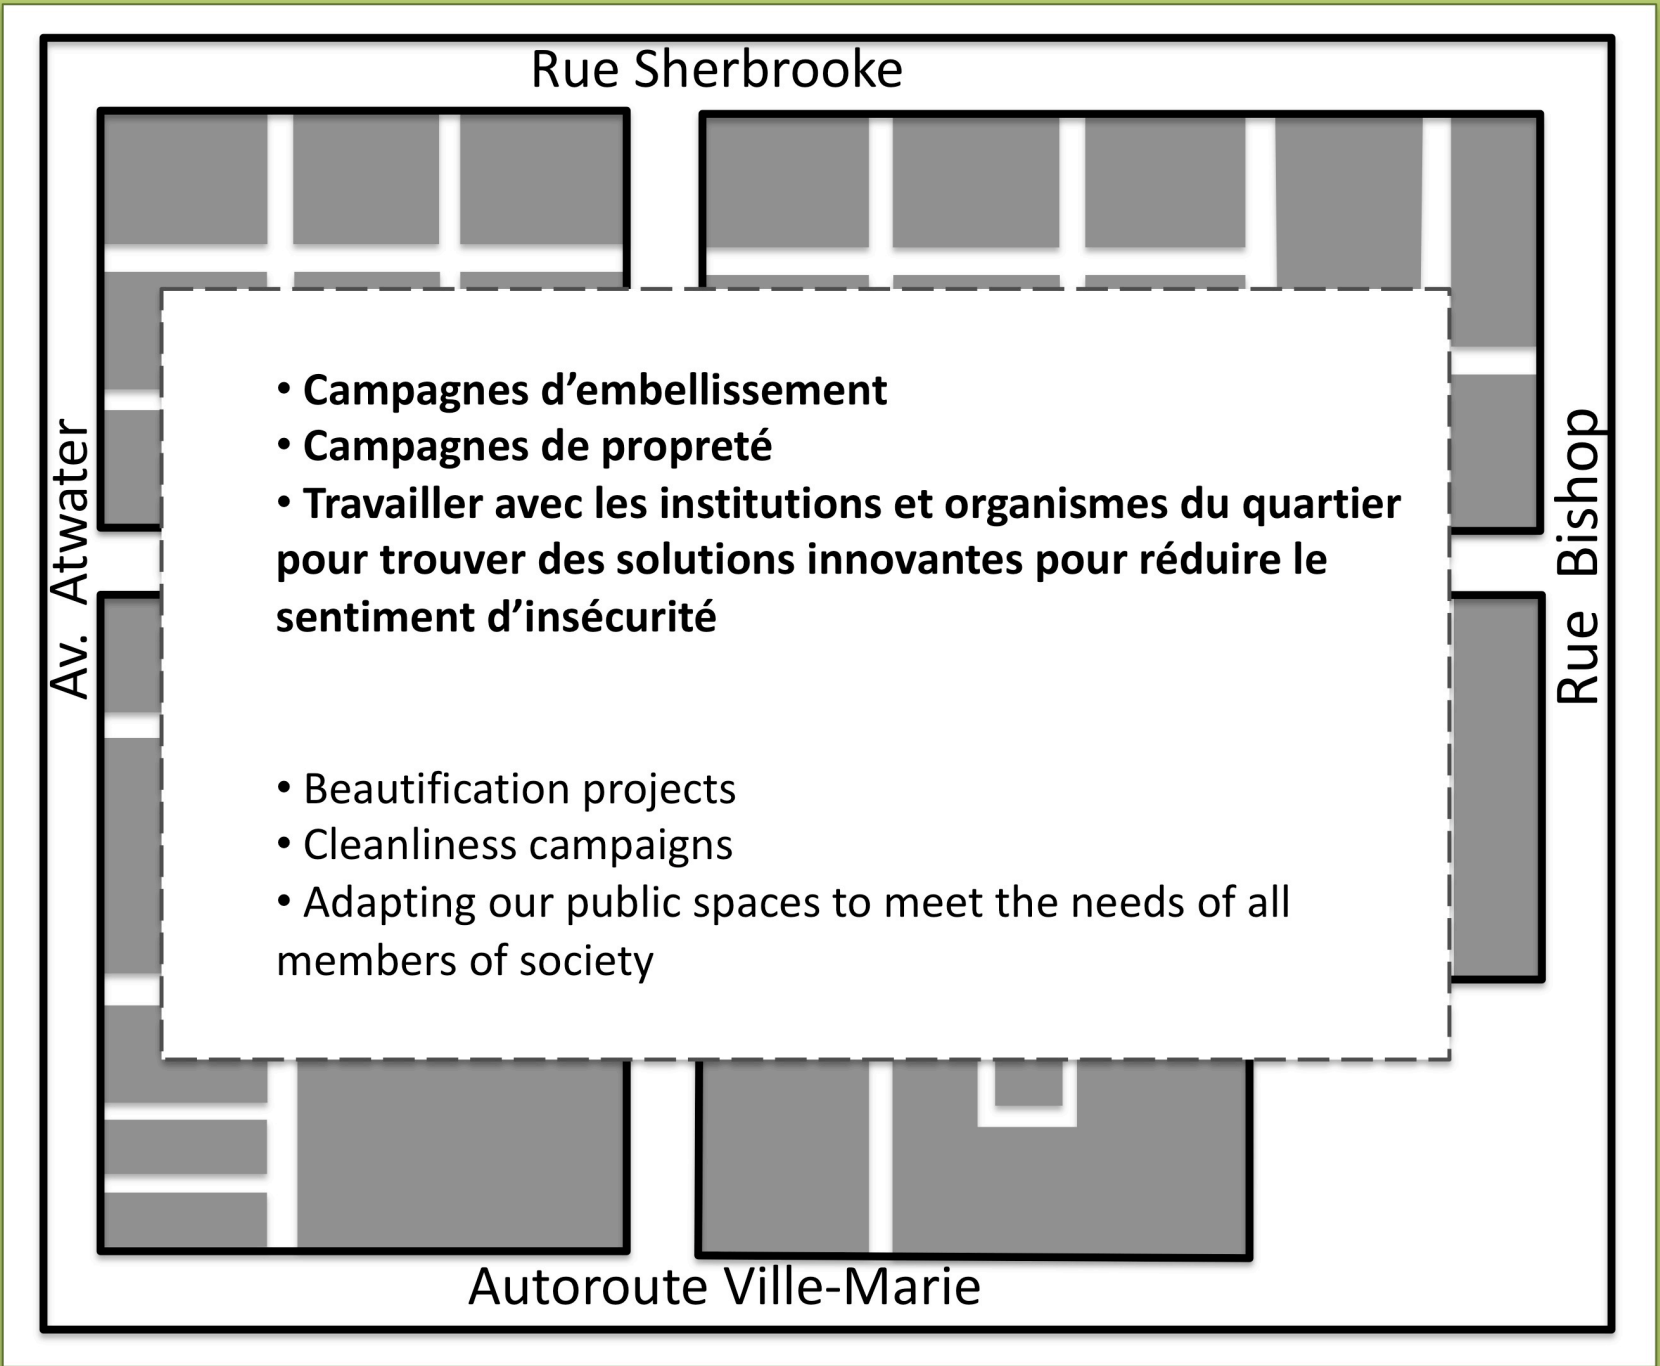 Rue Sherbrooke
Av. Atwater
• Campagnes d’embellissement
• Campagnes de propreté
• Travailler avec les institutions et organismes du quartier
pour trouver des solutions innovantes pour réduire le
sentiment d’insécurité
• Beautification projects
• Cleanliness campaigns
• Adapting our public spaces to meet the needs of all
members of society
Rue Bishop
Autoroute Ville-Marie